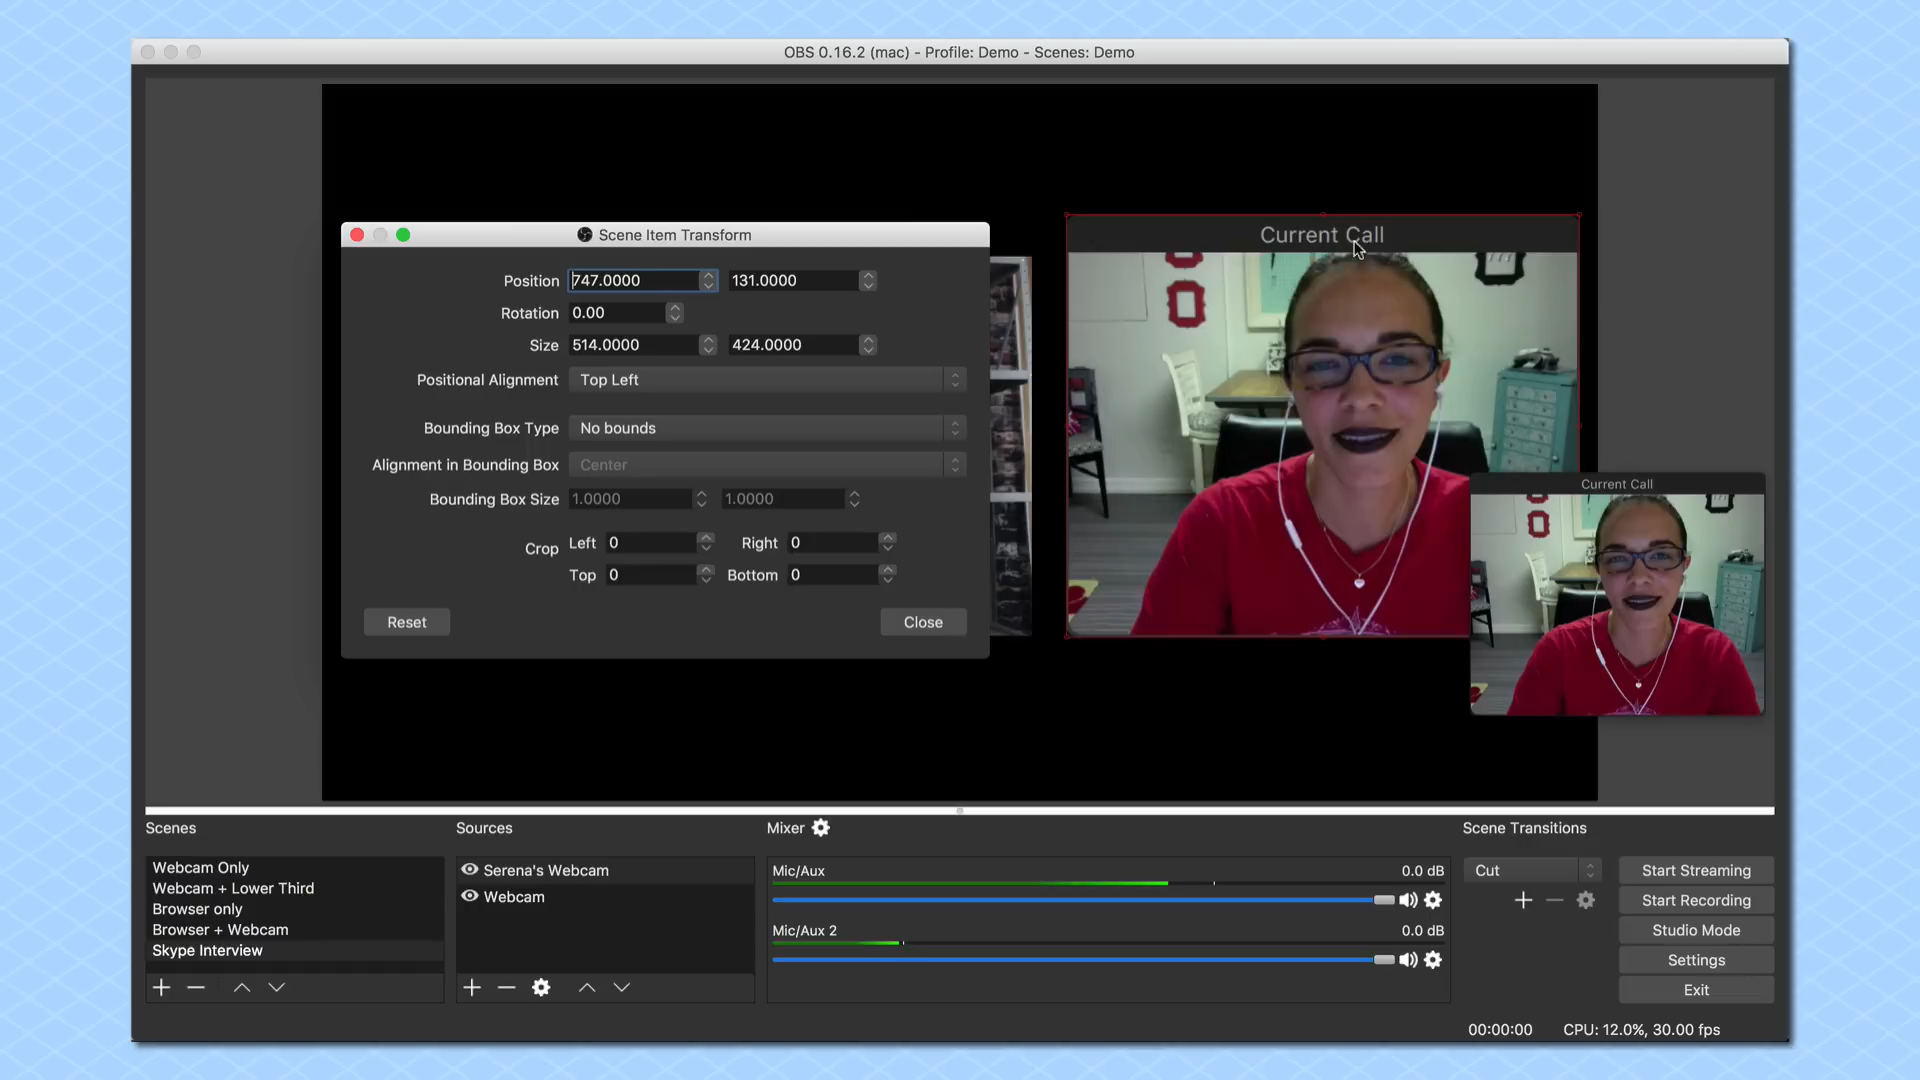 OBS 0.16.2 (mac) - Profile: Demo - Scenes: Demo
Scene Item Transform
Position 747.0000 131.0000
Rotation 0.00
Size 514.0000 424.0000
Positional Alignment Top Left
Bounding Box Type No bounds
Alignment in Bounding Box Center
Bounding Box Size 1.0000 1.0000
Crop Left 0 Right 0
Top 0 Bottom 0
Reset Close
Current Call
Current Call
Scenes
Webcam Only
Webcam + Lower Third
Browser only
Browser + Webcam
Skype Interview
Sources
Serena's Webcam
Webcam
Mixer
Mic/Aux 0.0 dB
Mic/Aux 2 0.0 dB
Scene Transitions
Cut
Start Streaming
Start Recording
Studio Mode
Settings
Exit
00:00:00 CPU: 12.0%, 30.00 fps